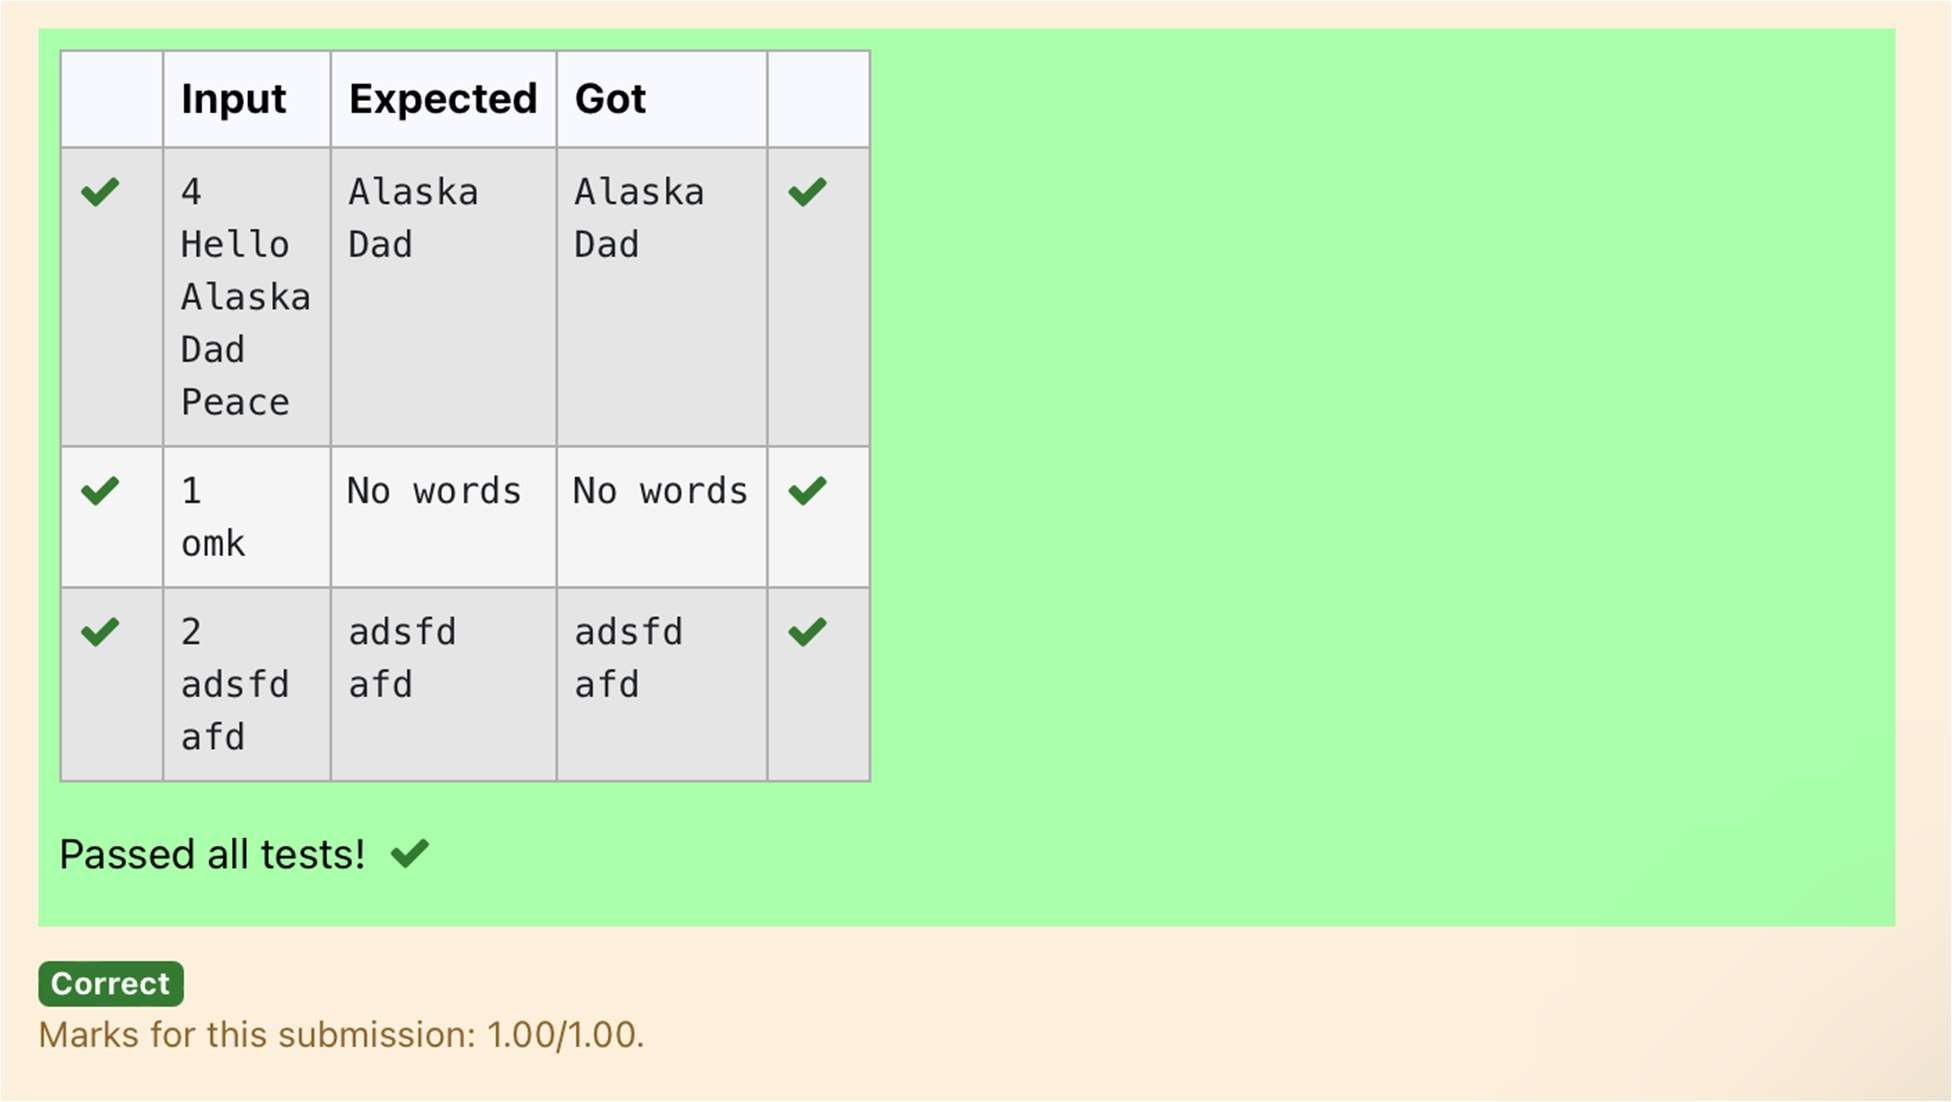 Input Expected Got
4 Alaska Alaska
Hello Dad Dad
Alaska
Dad
Peace
1 No words No words
omk
2 adsfd adsfd
adsfd afd afd
afd
Passed all tests!
Correct
Marks for this submission: 1.00/1.00.